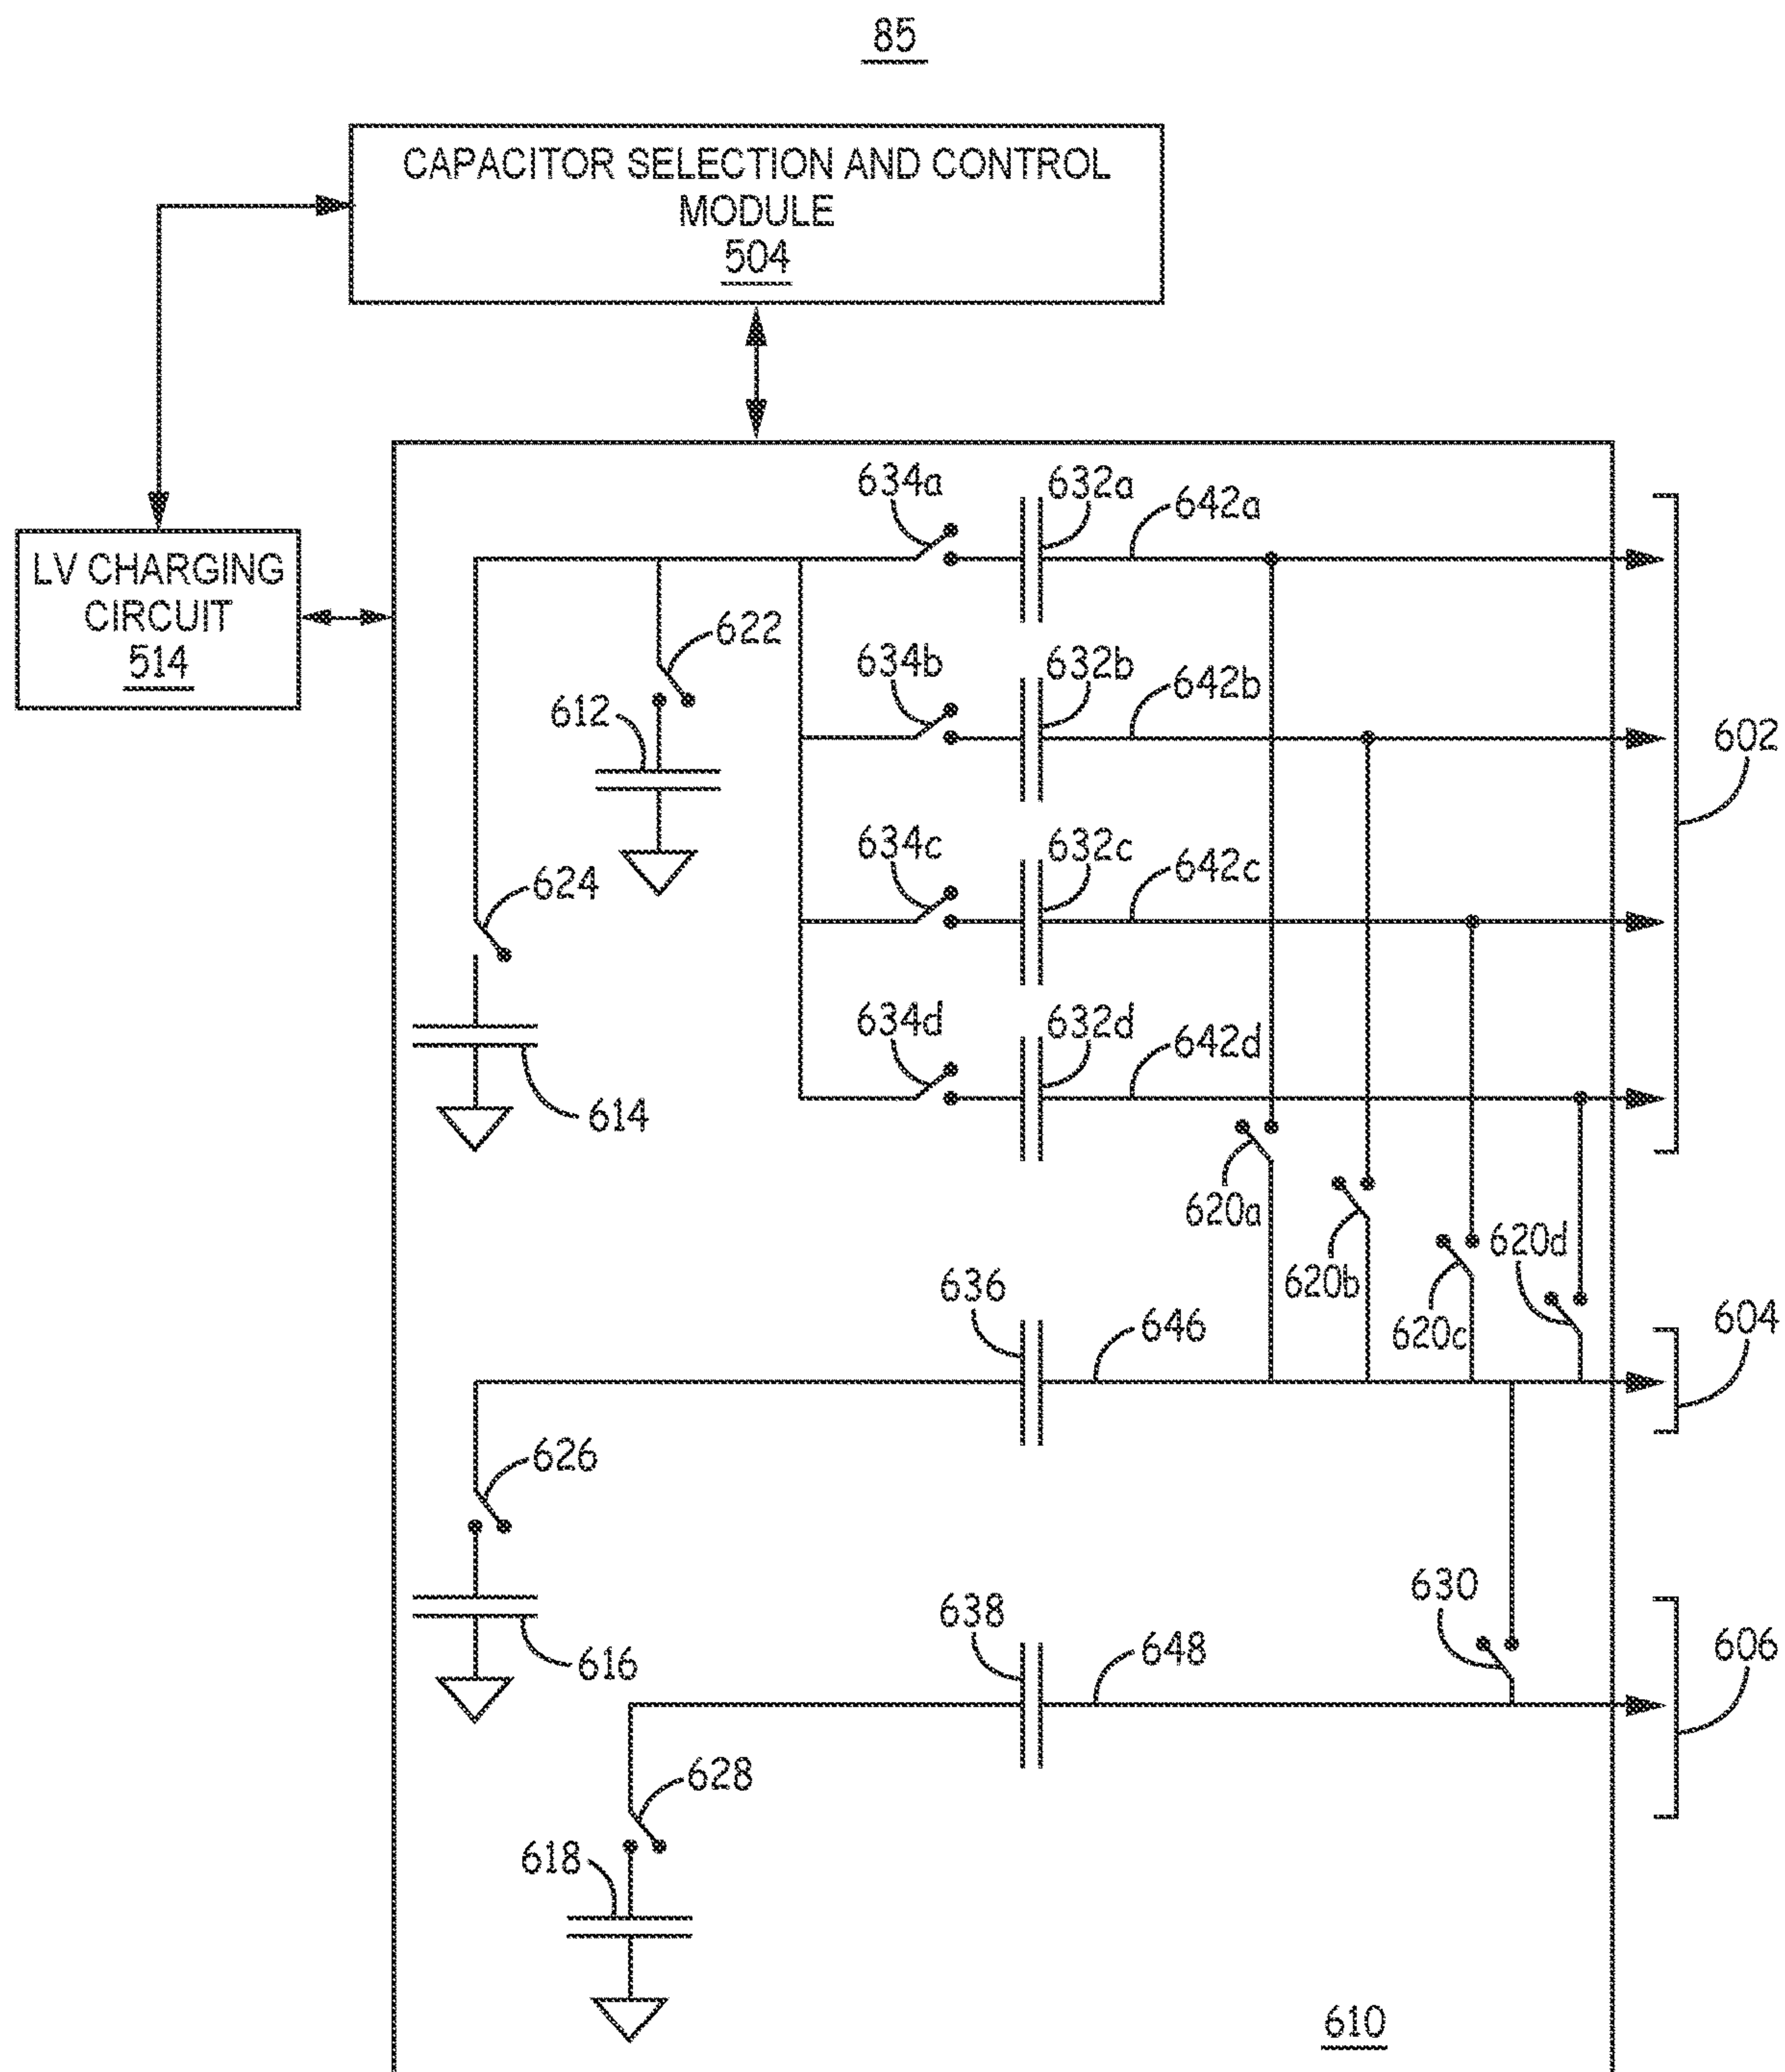 85
CAPACITOR SELECTION AND CONTROL
MODULE
504
LV CHARGING
CIRCUIT
514
634a
632a
642a
622
634b
632b
642b
612
602
634c
632c
642c
624
634d
632d
642d
614
620a
620b
620c
620d
636
646
604
626
630
638
648
606
616
628
618
610